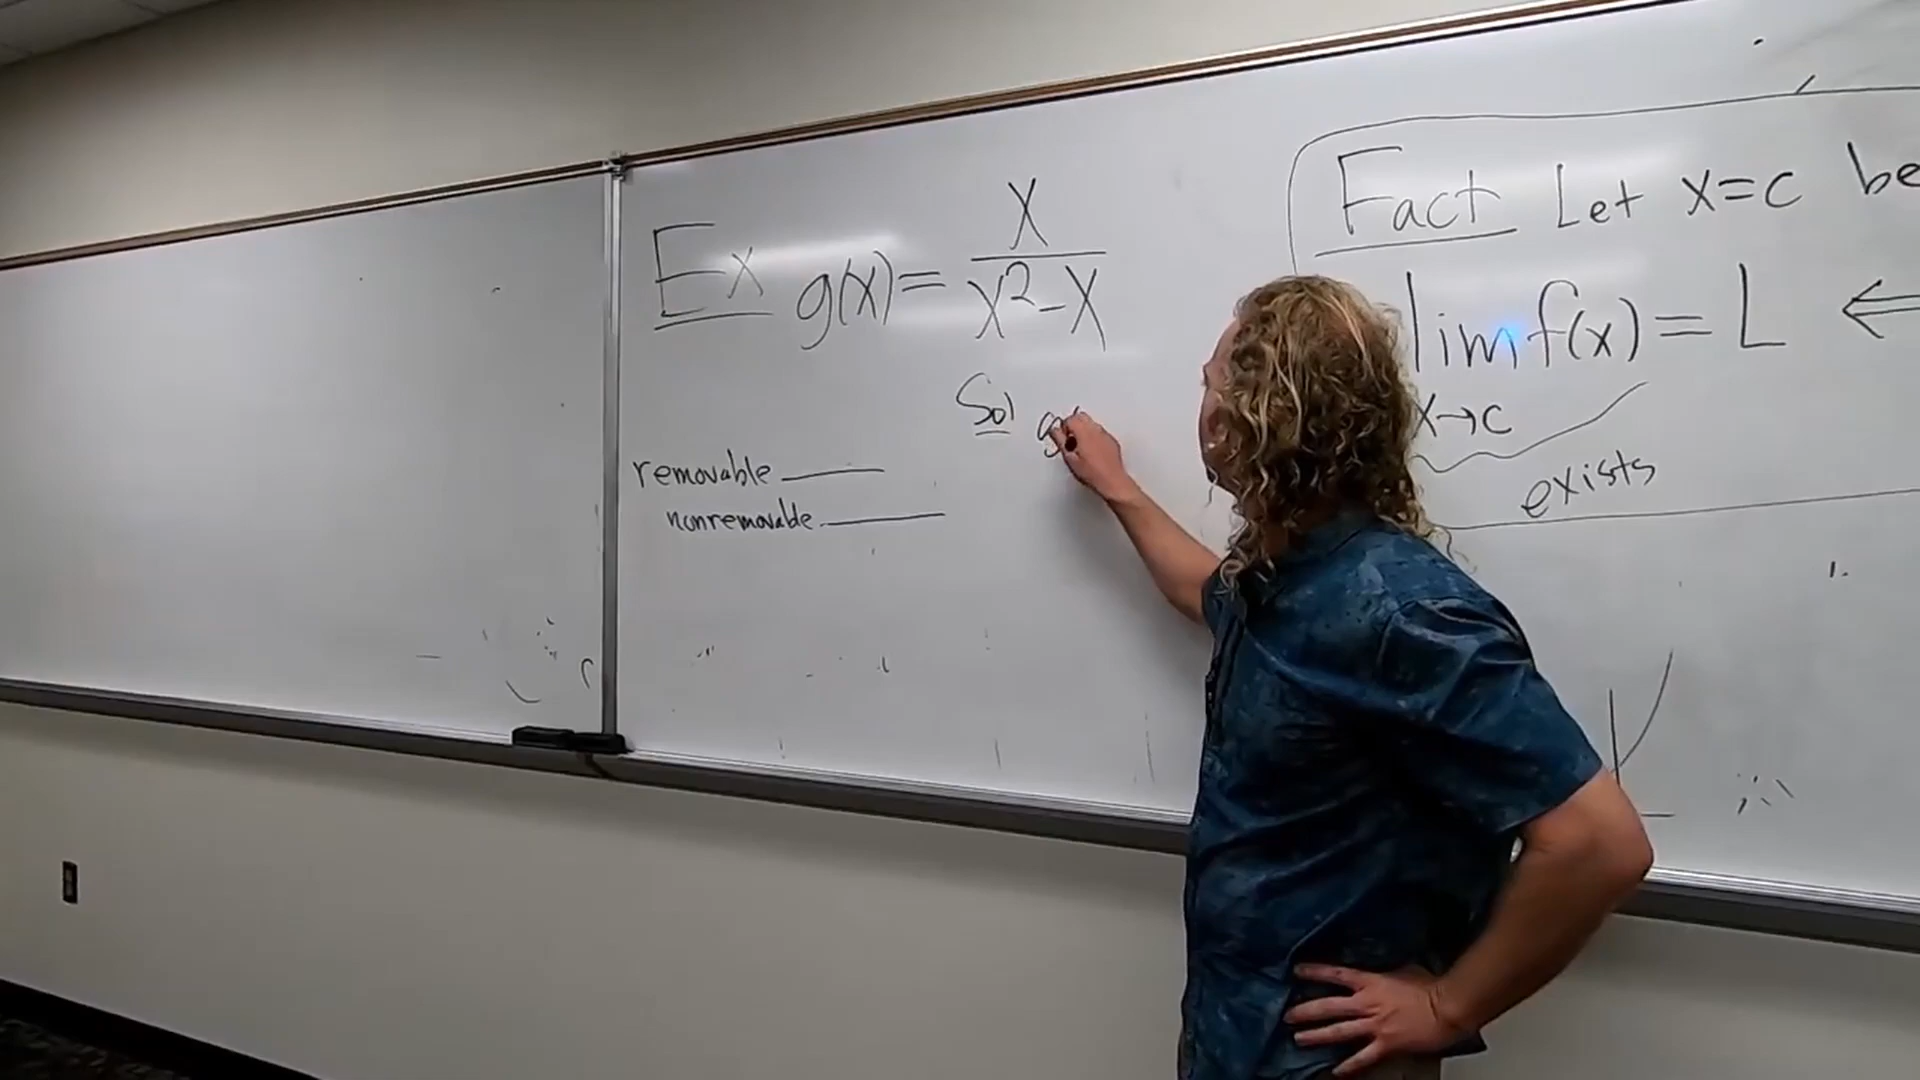 Ex g(x) = x/(x²-x)
Sol g(
removable ____
nonremovable ____
Fact Let x=c be
lim f(x) = L ⇐
x→c
exists